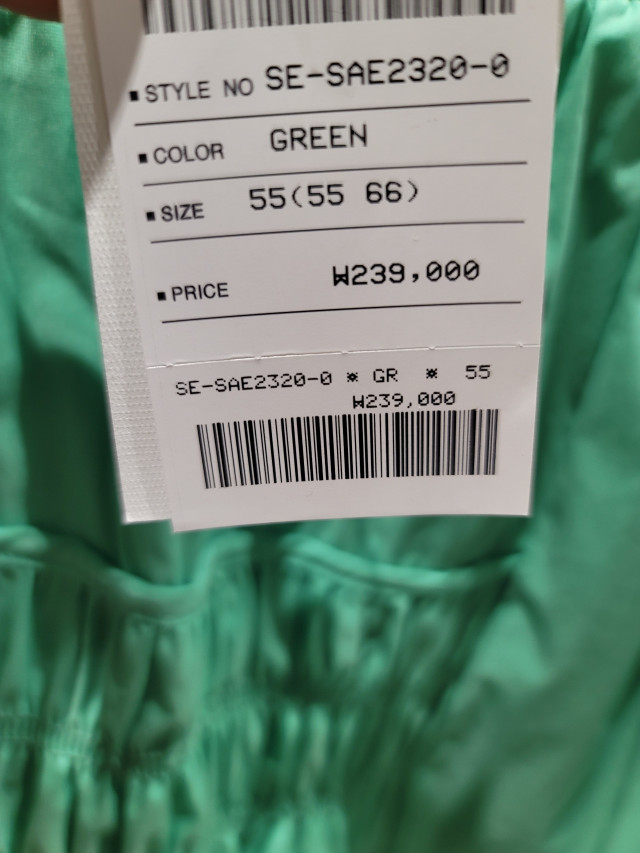 ■ STYLE NO SE-SAE2320-0
■ COLOR GREEN
■ SIZE 55(55 66)
■ PRICE ₩239,000
SE-SAE2320-0 * GR * 55
₩239,000